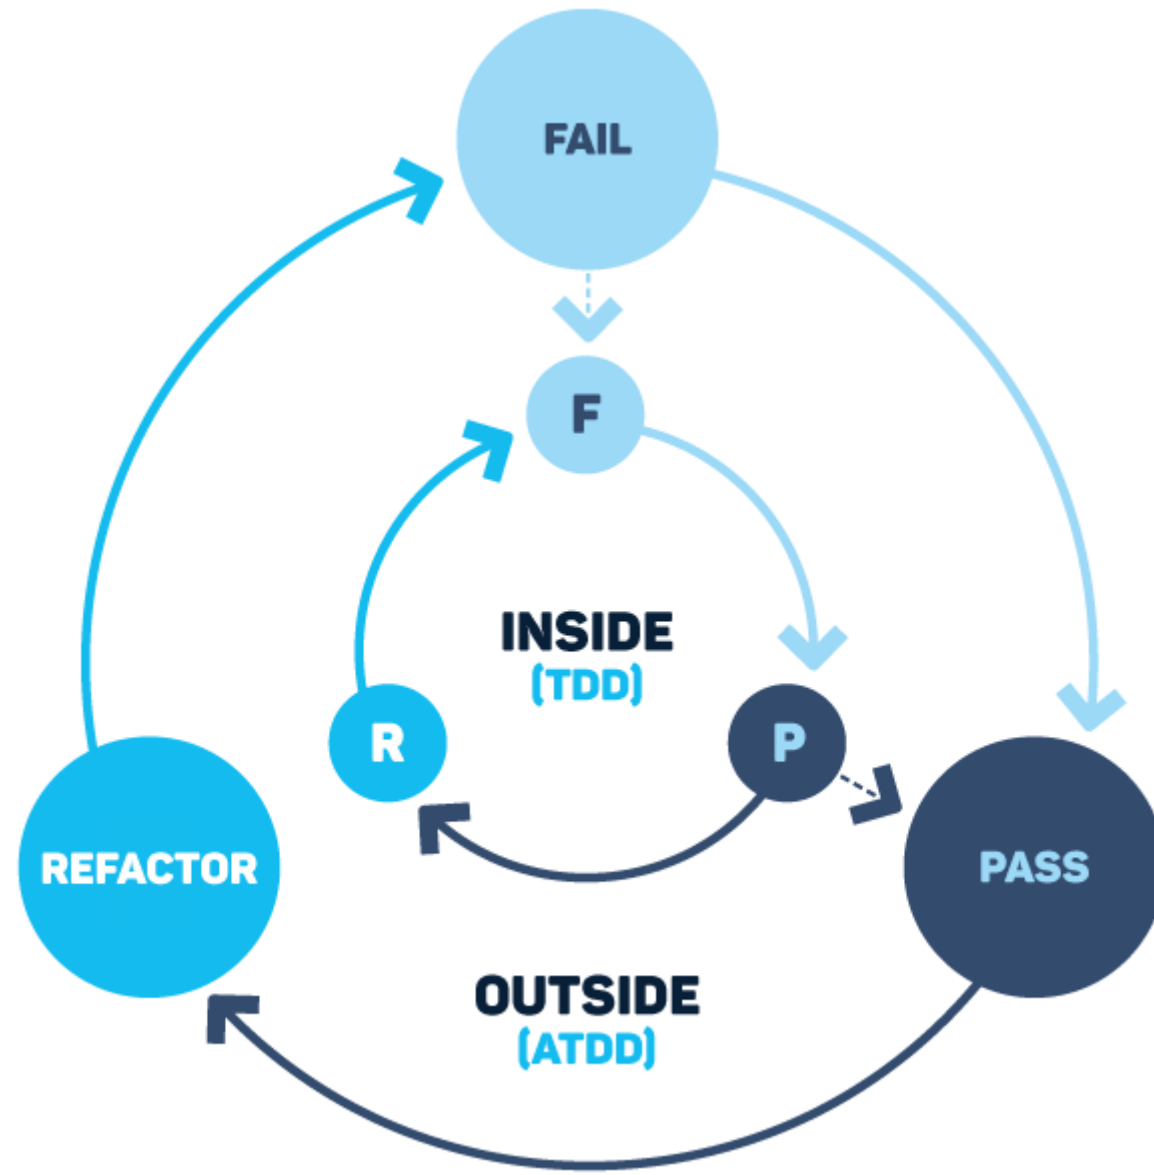 FAIL
F
INSIDE
(TDD)
R
P
REFACTOR
PASS
OUTSIDE
(ATDD)